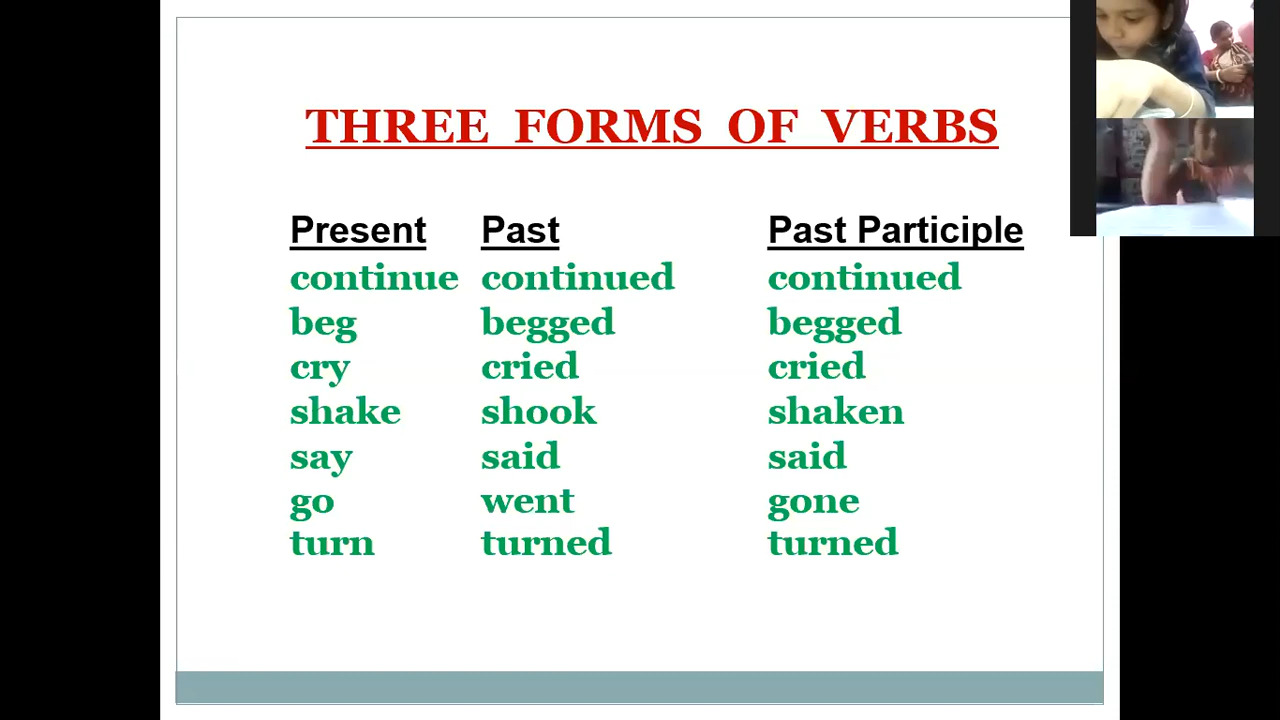 THREE FORMS OF VERBS
Present Past Past Participle
continue continued continued
beg begged begged
cry cried cried
shake shook shaken
say said said
go went gone
turn turned turned